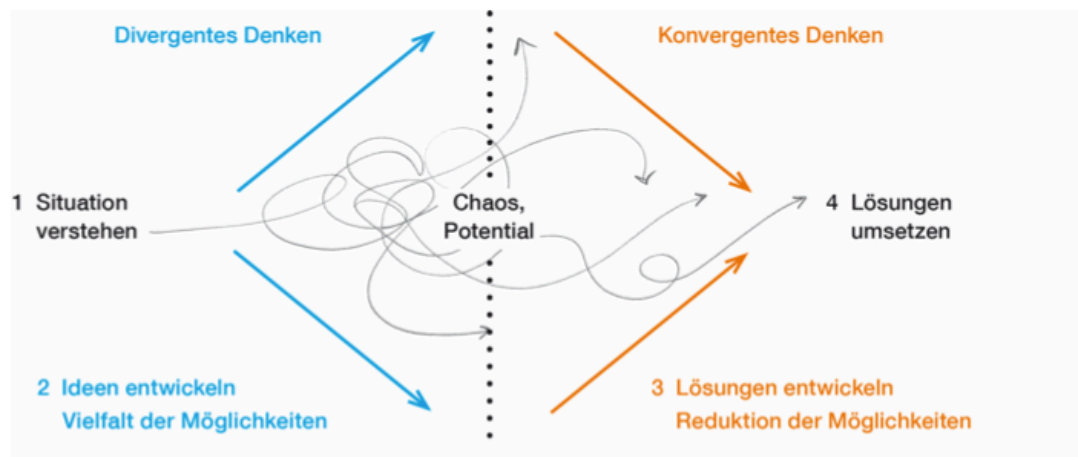 Divergentes Denken
Konvergentes Denken
1 Situation
verstehen
Chaos,
Potential
4 Lösungen
umsetzen
2 Ideen entwickeln
Vielfalt der Möglichkeiten
3 Lösungen entwickeln
Reduktion der Möglichkeiten